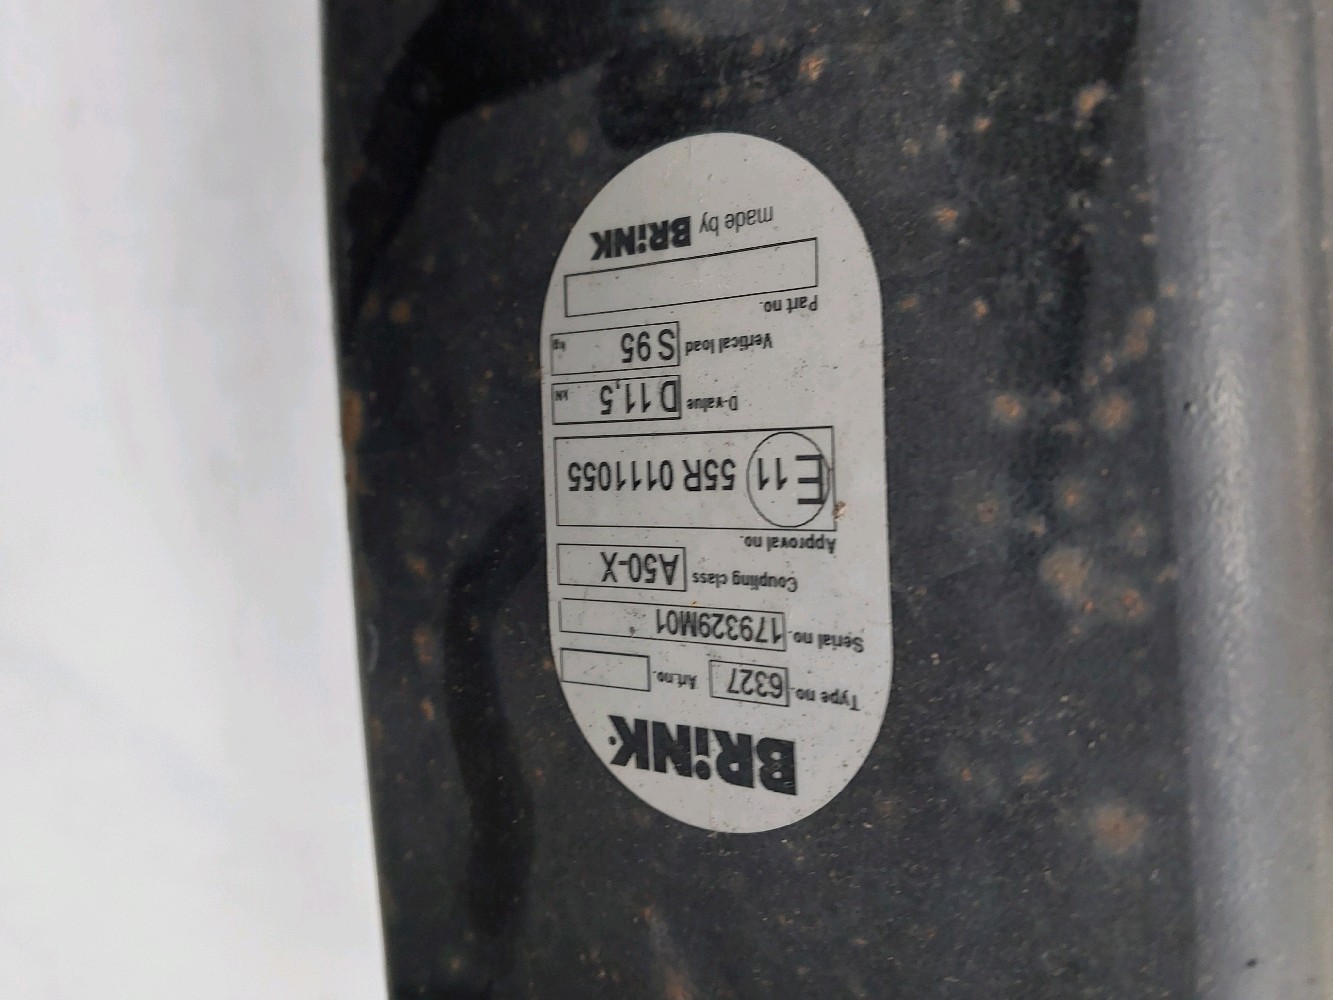 BRiNK
Type no. 6327 Art.no.
Serial no. 179329M01
Coupling class A50-X
Approval no.
E 11 55R 0111055
D-value D 11,5 kN
Vertical load S 95 kg
Part no.
made by BRiNK